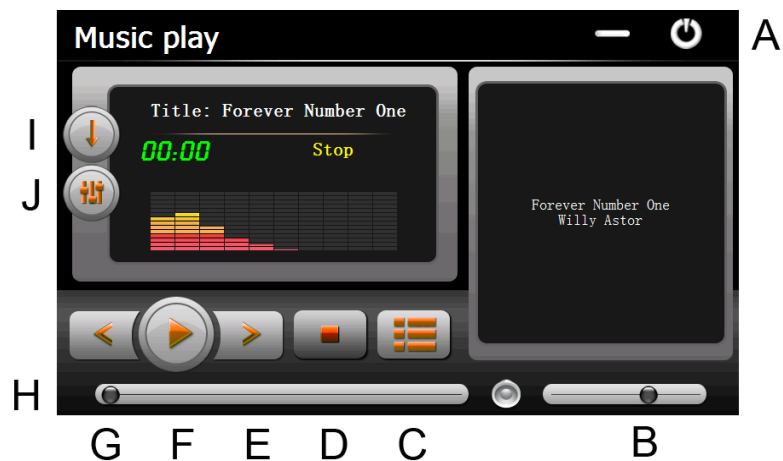 Music play
A
Title: Forever Number One
I
00:00
Stop
J
Forever Number One
Willy Astor
H
G
F
E
D
C
B